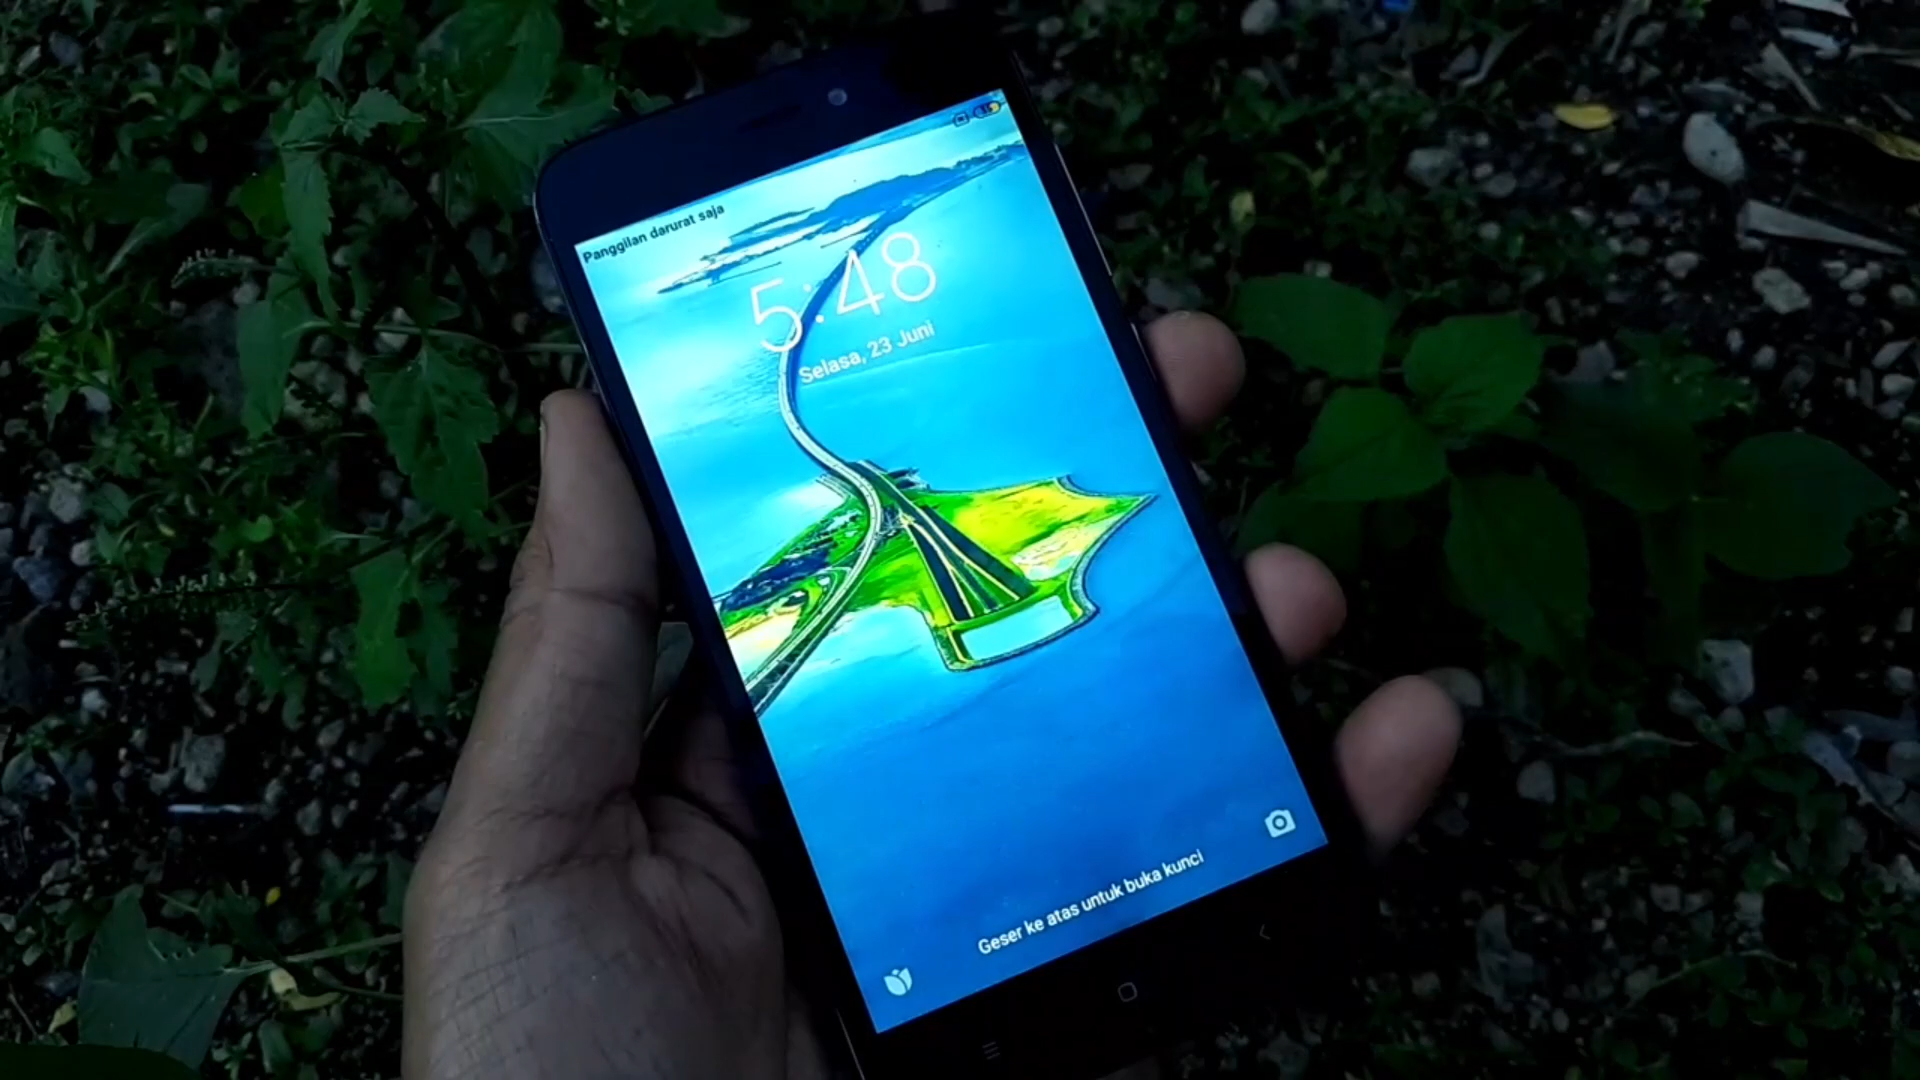 Panggilan darurat saja
5:48
Selasa, 23 Juni
Geser ke atas untuk buka kunci